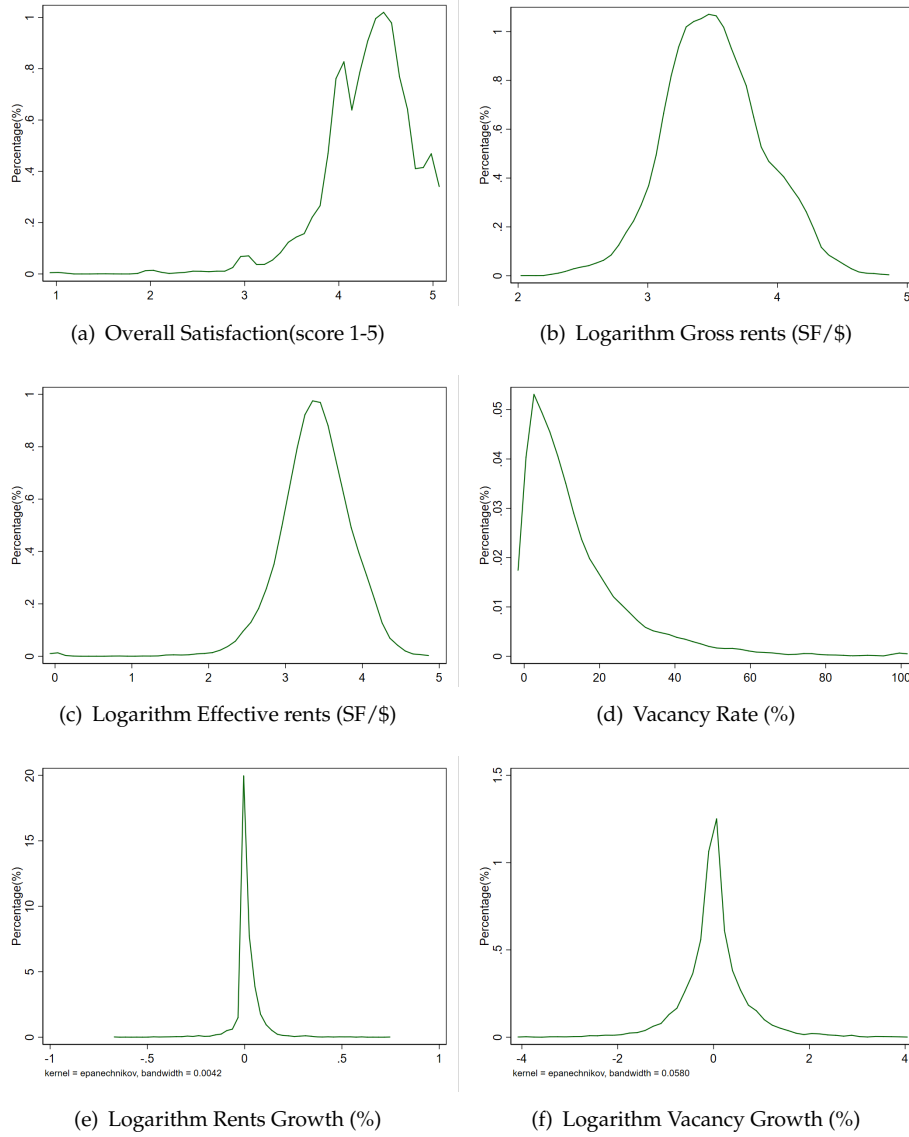 Percentage(%)
0 .2 .4 .6 .8 1
1 2 3 4 5
(a) Overall Satisfaction(score 1-5)
Percentage(%)
0 .2 .4 .6 .8 1
2 3 4 5
(b) Logarithm Gross rents (SF/$)
Percentage(%)
0 .2 .4 .6 .8 1
0 1 2 3 4 5
(c) Logarithm Effective rents (SF/$)
Percentage(%)
0 .01 .02 .03 .04 .05
0 20 40 60 80 100
(d) Vacancy Rate (%)
Percentage(%)
0 5 10 15 20
-1 -.5 0 .5 1
kernel = epanechnikov, bandwidth = 0.0042
(e) Logarithm Rents Growth (%)
Percentage(%)
0 .5 1 1.5
-4 -2 0 2 4
kernel = epanechnikov, bandwidth = 0.0580
(f) Logarithm Vacancy Growth (%)